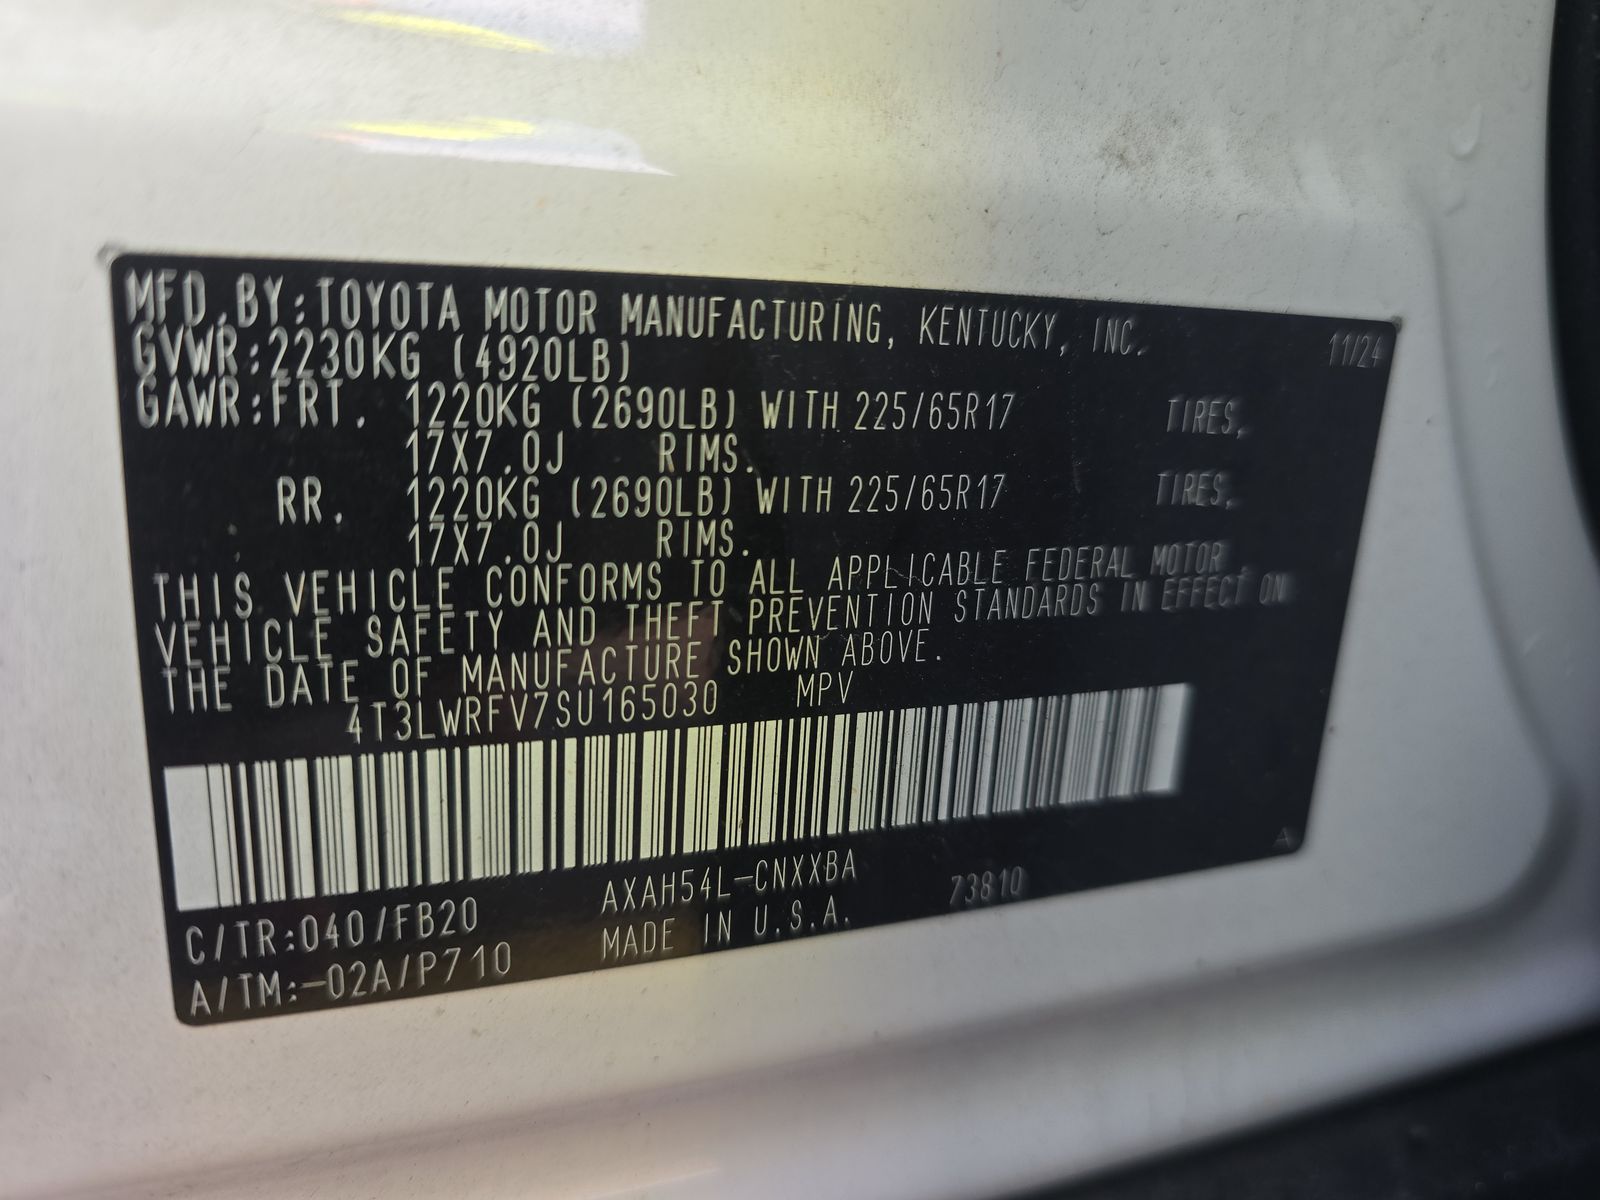 MFD. BY: TOYOTA MOTOR MANUFACTURING, KENTUCKY, INC. 11/24
GVWR: 2230KG (4920LB)
GAWR: FRT. 1220KG (2690LB) WITH 225/65R17 TIRES,
17X7.0J RIMS.
RR. 1220KG (2690LB) WITH 225/65R17 TIRES,
17X7.0J RIMS.
THIS VEHICLE CONFORMS TO ALL APPLICABLE FEDERAL MOTOR
VEHICLE SAFETY AND THEFT PREVENTION STANDARDS IN EFFECT ON
THE DATE OF MANUFACTURE SHOWN ABOVE.
4T3LWRFV7SU165030 MPV
C/TR:040/FB20 AXAH54L-CNXXBA 73810
A/TM:-02A/P710 MADE IN U.S.A.
A